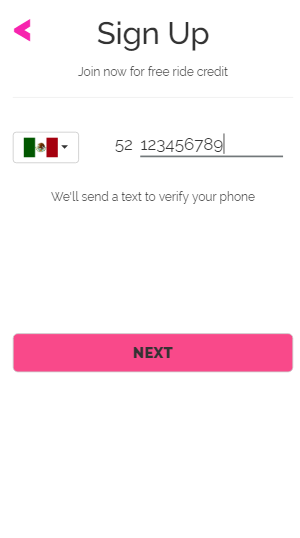 Sign Up
Join now for free ride credit
52 123456789
We'll send a text to verify your phone
NEXT